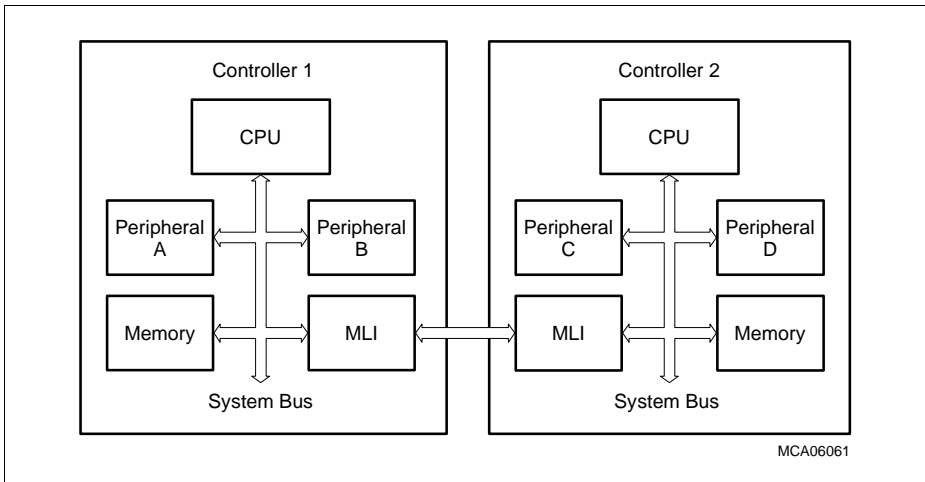 Controller 1
CPU
Peripheral
A
Peripheral
B
Memory
MLI
System Bus
Controller 2
CPU
Peripheral
C
Peripheral
D
MLI
Memory
System Bus
MCA06061